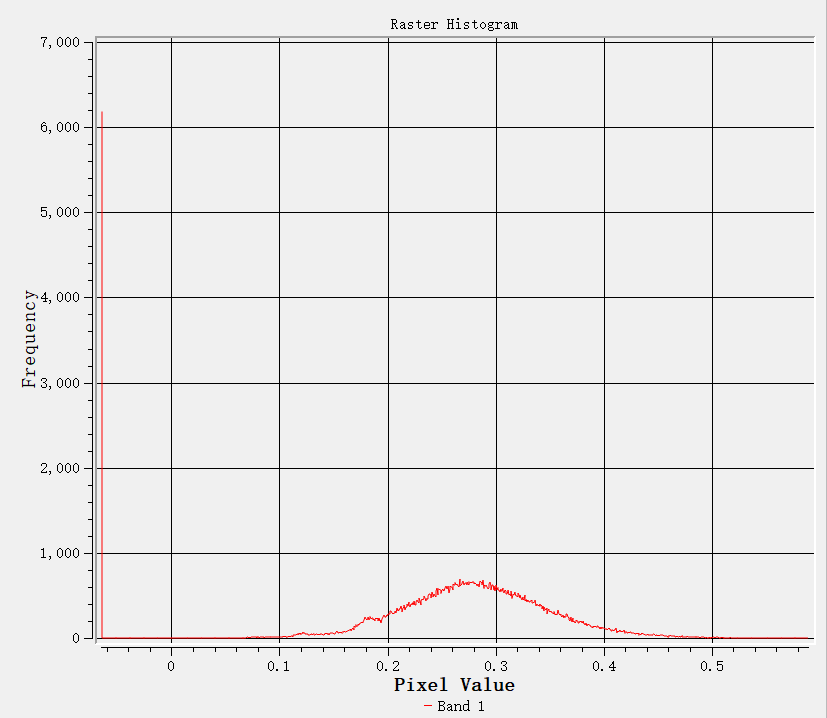 Raster Histogram
7,000
6,000
5,000
4,000
3,000
2,000
1,000
0
Frequency
0 0.1 0.2 0.3 0.4 0.5
Pixel Value
Band 1